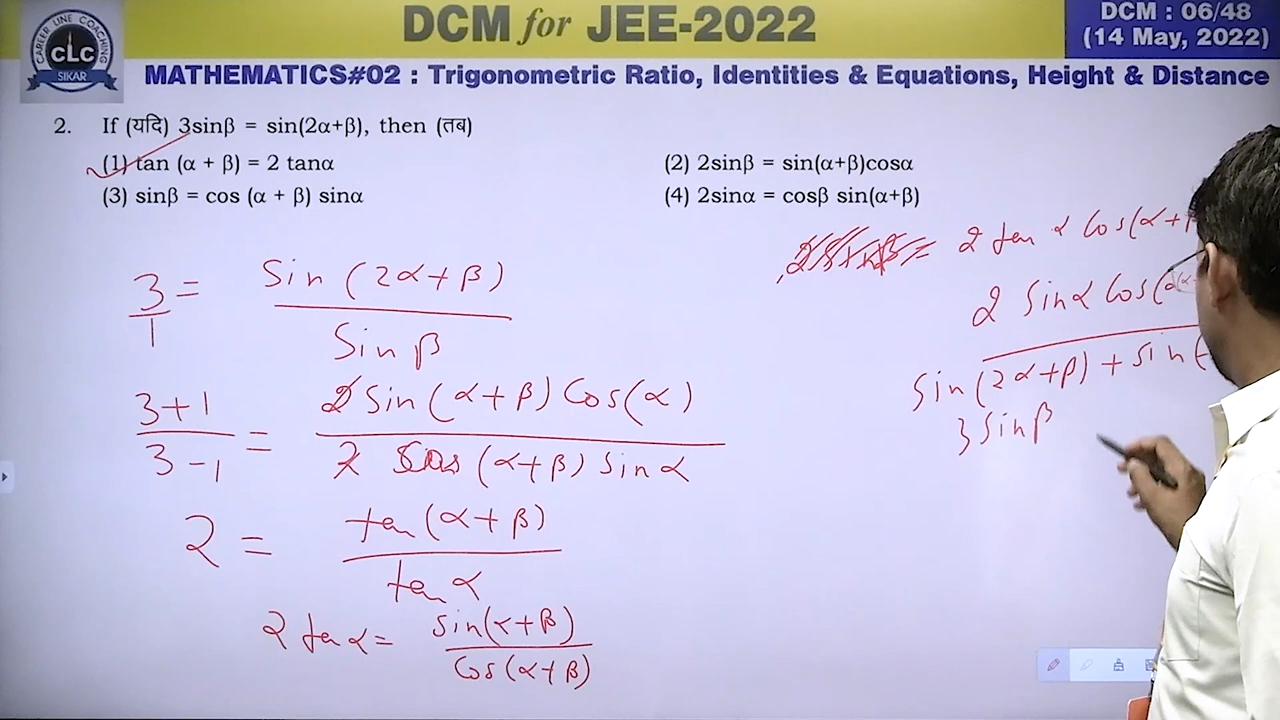 DCM for JEE-2022
DCM : 06/48
(14 May, 2022)
CAREER LINE COACHING
CLC
SIKAR
MATHEMATICS#02 : Trigonometric Ratio, Identities & Equations, Height & Distance
2. If (यदि) 3sinβ = sin(2α+β), then (तब)
(1) tan (α + β) = 2 tanα
(2) 2sinβ = sin(α+β)cosα
(3) sinβ = cos (α + β) sinα
(4) 2sinα = cosβ sin(α+β)
3/1 = Sin (2α+β) / Sin β
3+1 / 3-1 = 2 Sin (α+β) Cos(α) / 2 Cos (α+β) Sin α
2 = tan (α+β) / tan α
2 tan α = Sin(α+β) / Cos (α+β)
= 2 tan α Cos(α+
2 Sinα Cos(
Sin (2α+β) + Sin (
3 Sinβ